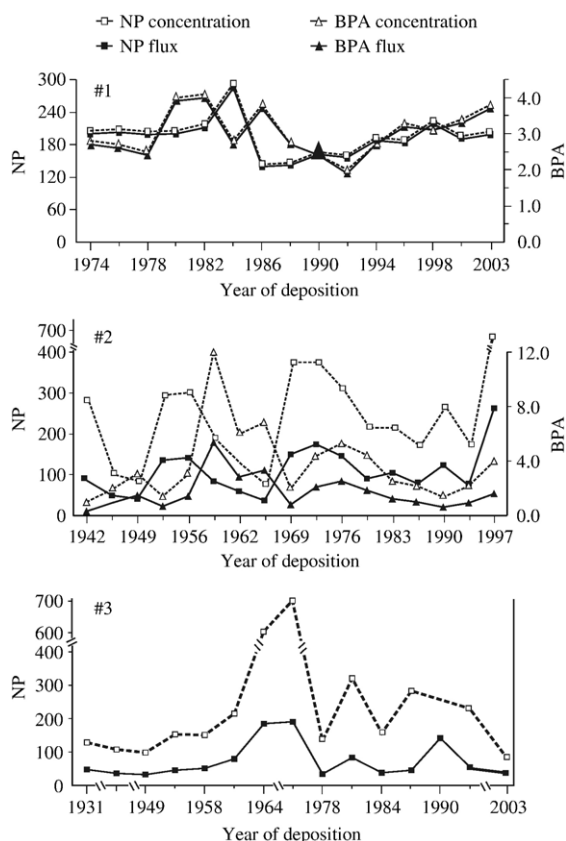 NP concentration BPA concentration
NP flux BPA flux
#1
300
240
180
120
60
0
NP
4.0
3.0
2.0
1.0
0.0
BPA
1974 1978 1982 1986 1990 1994 1998 2003
Year of deposition
#2
700
400
300
200
100
0
NP
12.0
8.0
4.0
0.0
BPA
1942 1949 1956 1962 1969 1976 1983 1990 1997
Year of deposition
#3
700
600
400
300
200
100
0
NP
1931 1949 1958 1964 1978 1984 1990 2003
Year of deposition